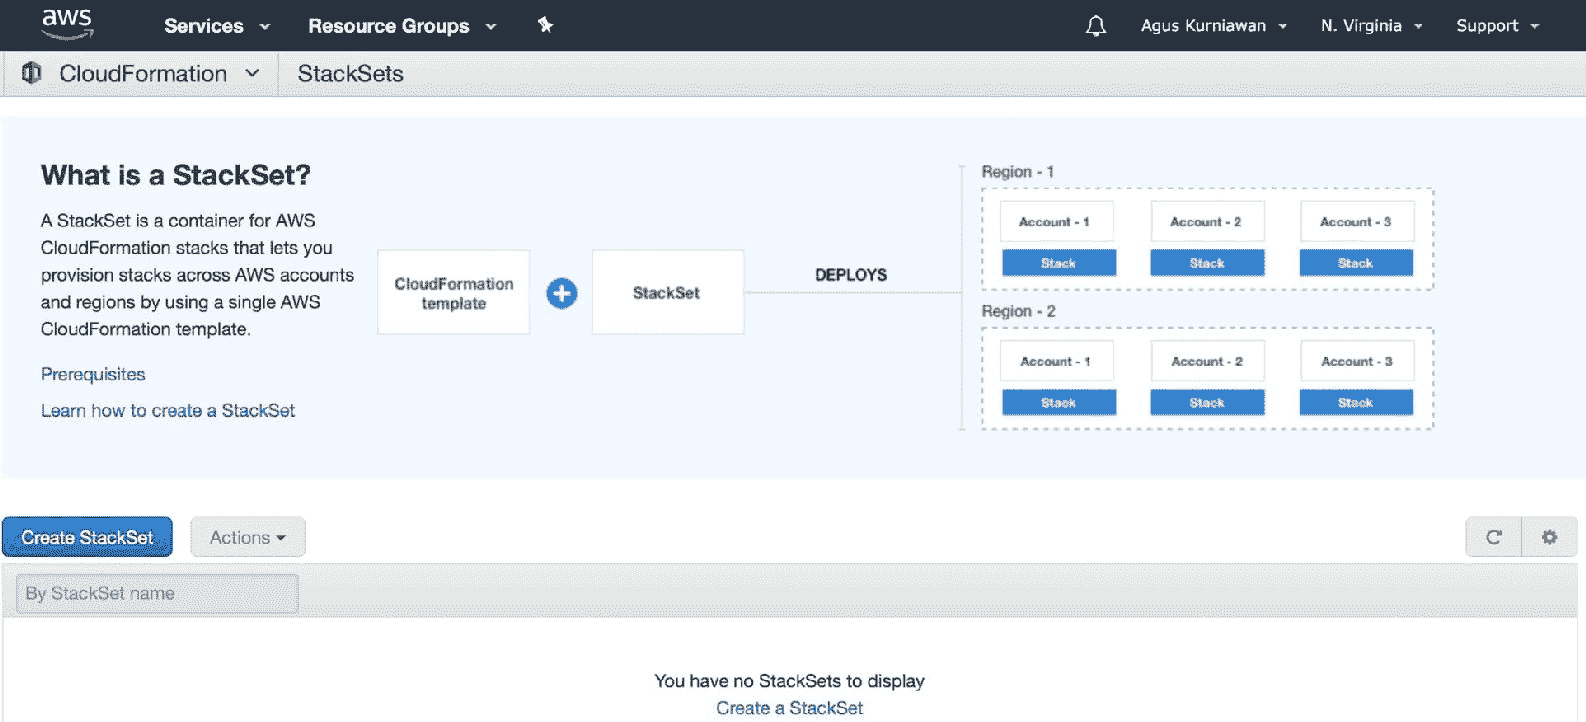 aws Services Resource Groups Agus Kurniawan N. Virginia Support
CloudFormation StackSets
What is a StackSet?
A StackSet is a container for AWS
CloudFormation stacks that lets you
provision stacks across AWS accounts
and regions by using a single AWS
CloudFormation template.
Prerequisites
Learn how to create a StackSet
CloudFormation
template
StackSet
DEPLOYS
Region - 1
Account - 1 Account - 2 Account - 3
Stack Stack Stack
Region - 2
Account - 1 Account - 2 Account - 3
Stack Stack Stack
Create StackSet Actions
By StackSet name
You have no StackSets to display
Create a StackSet